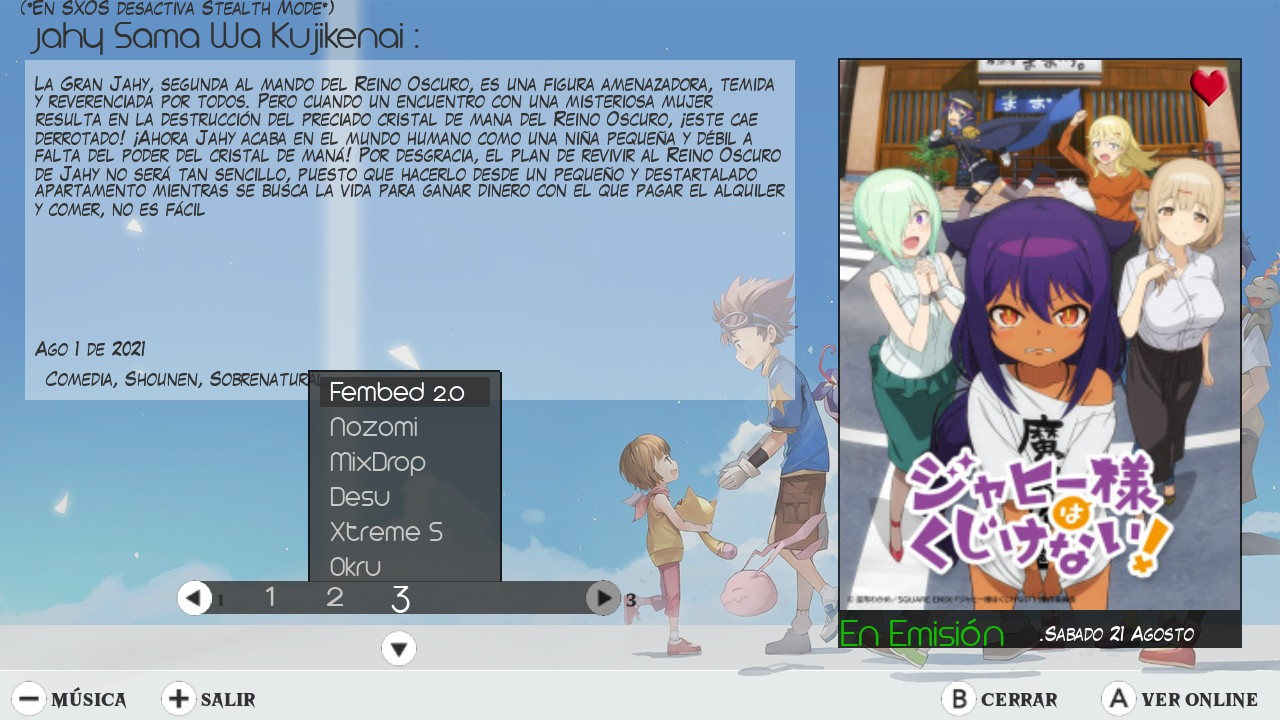 (*En SXOS desactiva Stealth Mode*)
Jahy Sama Wa Kujikenai :
La Gran Jahy, segunda al mando del Reino Oscuro, es una figura amenazadora, temida
y reverenciada por todos. Pero cuando un encuentro con una misteriosa mujer
resulta en la destrucción del preciado cristal de mana del Reino Oscuro, ¡este cae
derrotado! ¡Ahora Jahy acaba en el mundo humano como una niña pequeña y débil a
falta del poder del cristal de maná! Por desgracia, el plan de revivir al Reino Oscuro
de Jahy no será tan sencillo, puesto que hacerlo desde un pequeño y destartalado
apartamento mientras se busca la vida para ganar dinero con el que pagar el alquiler
y comer, no es fácil
Ago 1 de 2021
Comedia, Shounen, Sobrenatural
Fembed 2.0
Nozomi
MixDrop
Desu
Xtreme S
Okru
1 1 2 3 3
魔
ジャヒー様
は
くじけない!
En Emisión .Sabado 21 Agosto
MÚSICA
SALIR
B CERRAR
A VER ONLINE